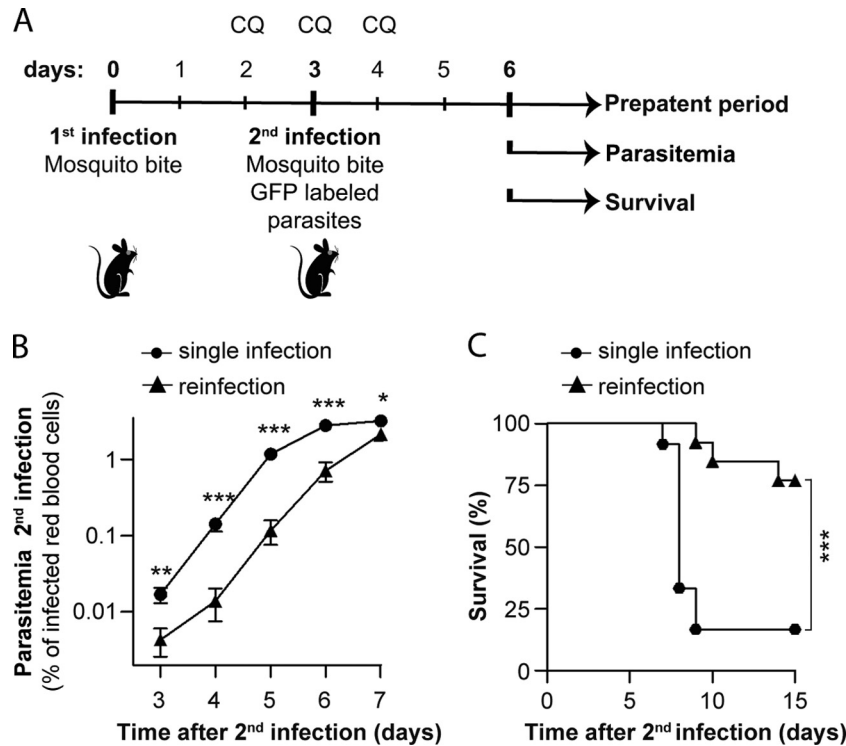 A
CQ CQ CQ
days: 0 1 2 3 4 5 6
Prepatent period
1st infection
Mosquito bite
2nd infection
Mosquito bite
GFP labeled
parasites
Parasitemia
Survival
B
single infection
reinfection
Parasitemia 2nd infection
(% of infected red blood cells)
1
0.1
0.01
** *** *** *** *
3 4 5 6 7
Time after 2nd infection (days)
C
single infection
reinfection
Survival (%)
100
75
50
25
0
***
0 5 10 15
Time after 2nd infection (days)